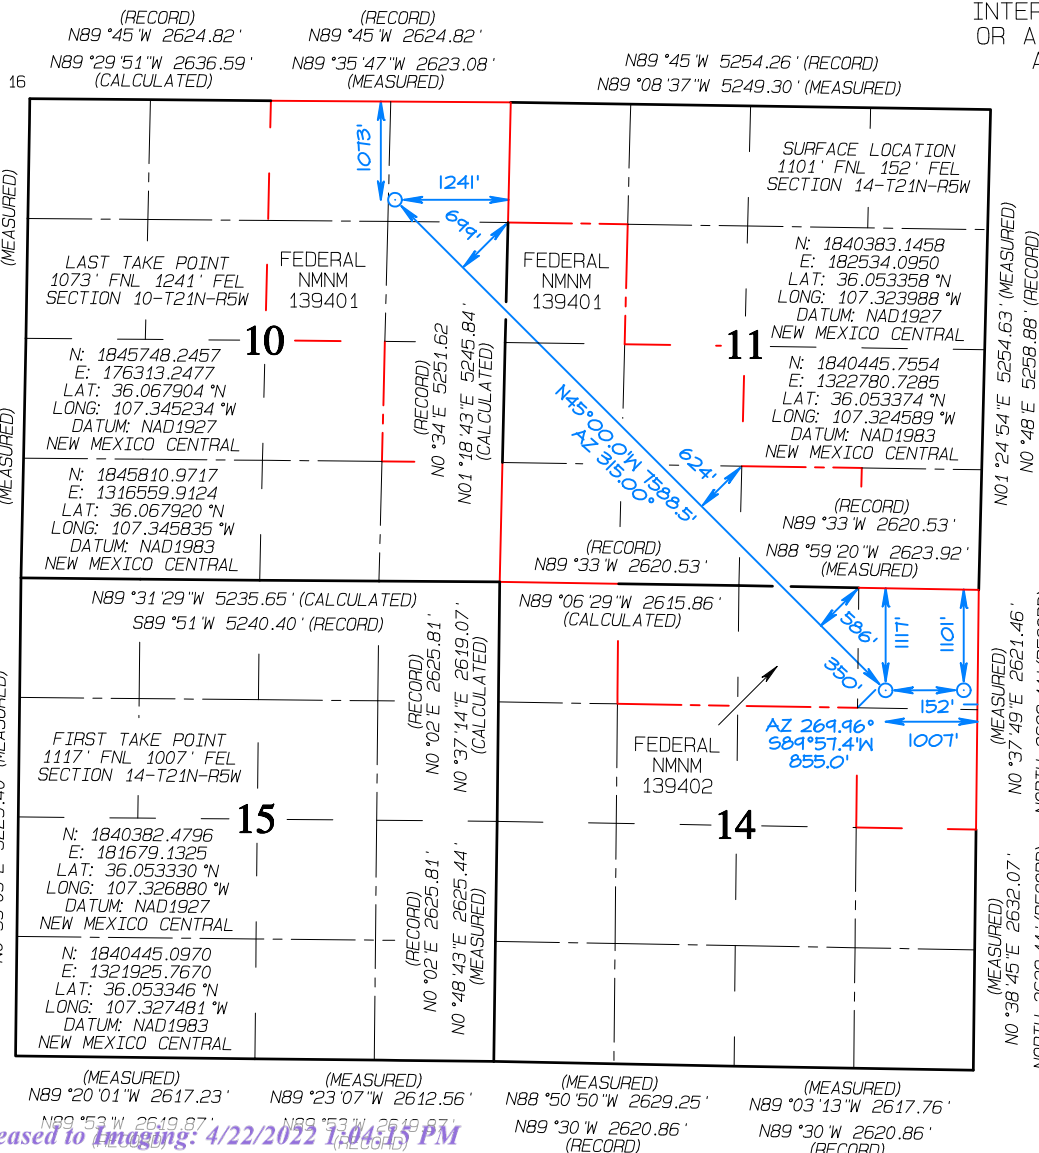 (RECORD)
N89°45'W 2624.82'
N89°29'51"W 2636.59'
(CALCULATED)
(RECORD)
N89°45'W 2624.82'
N89°35'47"W 2623.08'
(MEASURED)
N89°45'W 5254.26' (RECORD)
N89°08'37"W 5249.30' (MEASURED)
OR A
16
(MEASURED)
(MEASURED)
1073'
1241'
699'
SURFACE LOCATION
1101' FNL 152' FEL
SECTION 14-T21N-R5W
N: 1840383.1458
E: 182534.0950
LAT: 36.053358°N
LONG: 107.323988°W
DATUM: NAD1927
NEW MEXICO CENTRAL
N: 1840445.7554
E: 1322780.7285
LAT: 36.053374°N
LONG: 107.324589°W
DATUM: NAD1983
NEW MEXICO CENTRAL
LAST TAKE POINT
1073' FNL 1241' FEL
SECTION 10-T21N-R5W
N: 1845748.2457
E: 176313.2477
LAT: 36.067904°N
LONG: 107.345234°W
DATUM: NAD1927
NEW MEXICO CENTRAL
N: 1845810.9717
E: 1316559.9124
LAT: 36.067920°N
LONG: 107.345835°W
DATUM: NAD1983
NEW MEXICO CENTRAL
FEDERAL
NMNM
139401
FEDERAL
NMNM
139401
10
11
(RECORD)
N0°34'E 5251.62
N01°18'43"E 5245.84'
(CALCULATED)
N45°00.0'W 7588.5'
AZ 315.00°
624'
N01°24'54"E 5254.63' (MEASURED)
N0°48'E 5258.88' (RECORD)
(RECORD)
N89°33'W 2620.53'
(RECORD)
N89°33'W 2620.53'
N88°59'20"W 2623.92'
(MEASURED)
N89°31'29"W 5235.65' (CALCULATED)
S89°51'W 5240.40' (RECORD)
N89°06'29"W 2615.86'
(CALCULATED)
(RECORD)
N0°02'E 2625.81'
N0°37'14"E 2619.07'
(CALCULATED)
586'
1117'
1101'
350'
152'
1007'
AZ 269.96°
S89°57.4'W
855.0'
(MEASURED)
N0°37'49"E 2621.46'
FIRST TAKE POINT
1117' FNL 1007' FEL
SECTION 14-T21N-R5W
N: 1840382.4796
E: 181679.1325
LAT: 36.053330°N
LONG: 107.326880°W
DATUM: NAD1927
NEW MEXICO CENTRAL
N: 1840445.0970
E: 1321925.7670
LAT: 36.053346°N
LONG: 107.327481°W
DATUM: NAD1983
NEW MEXICO CENTRAL
FEDERAL
NMNM
139402
15
14
(RECORD)
N0°02'E 2625.81'
N0°48'43"E 2625.44'
(MEASURED)
(MEASURED)
N0°38'45"E 2632.07'
(MEASURED)
N89°20'01"W 2617.23'
N89°53'W 2619.87'
(RECORD)
(MEASURED)
N89°23'07"W 2612.56'
N89°53'W 2619.87'
(RECORD)
(MEASURED)
N88°50'50"W 2629.25'
N89°30'W 2620.86'
(RECORD)
(MEASURED)
N89°03'13"W 2617.76'
N89°30'W 2620.86'
(RECORD)
eased to Imaging: 4/22/2022 1:04:15 PM